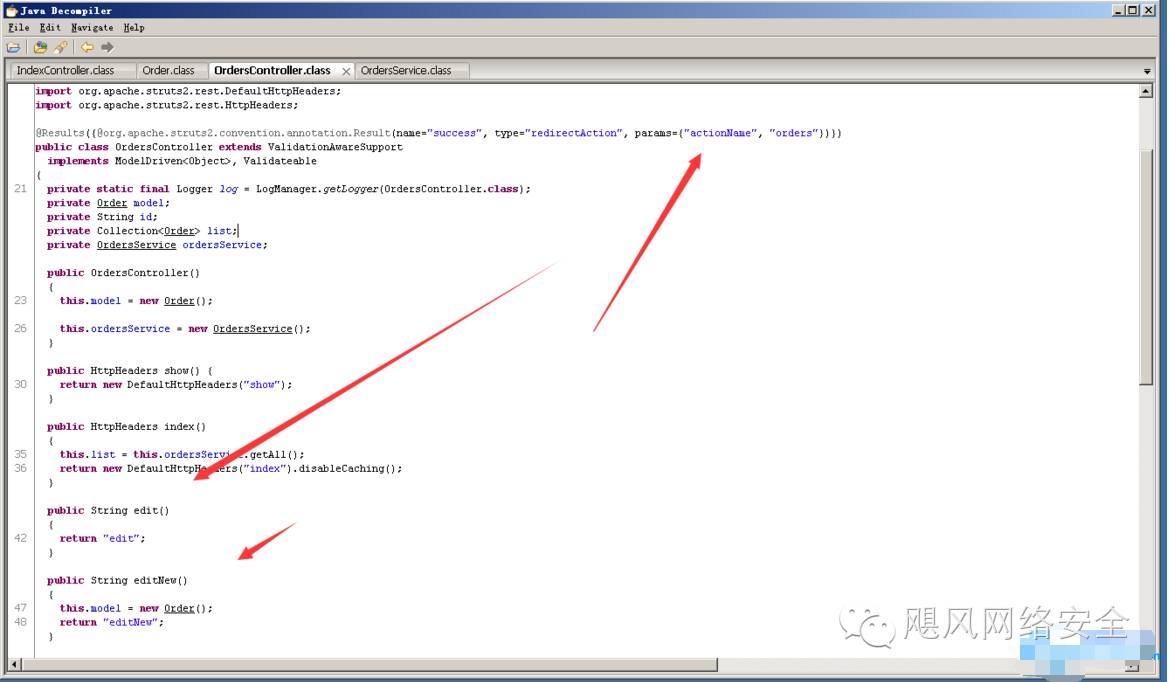 Java Decompiler
File Edit Navigate Help
IndexController.class Order.class OrdersController.class OrdersService.class
import org.apache.struts2.rest.DefaultHttpHeaders;
import org.apache.struts2.rest.HttpHeaders;
@Results({@org.apache.struts2.convention.annotation.Result(name="success", type="redirectAction", params={"actionName", "orders"})})
public class OrdersController extends ValidationAwareSupport
implements ModelDriven<Object>, Validateable
{
21 private static final Logger log = LogManager.getLogger(OrdersController.class);
private Order model;
private String id;
private Collection<Order> list;
private OrdersService ordersService;
public OrdersController()
{
23 this.model = new Order();
26 this.ordersService = new OrdersService();
}
public HttpHeaders show() {
30 return new DefaultHttpHeaders("show");
}
public HttpHeaders index()
{
35 this.list = this.ordersService.getAll();
36 return new DefaultHttpHeaders("index").disableCaching();
}
public String edit()
{
42 return "edit";
}
public String editNew()
{
47 this.model = new Order();
48 return "editNew";
}
飓风网络安全